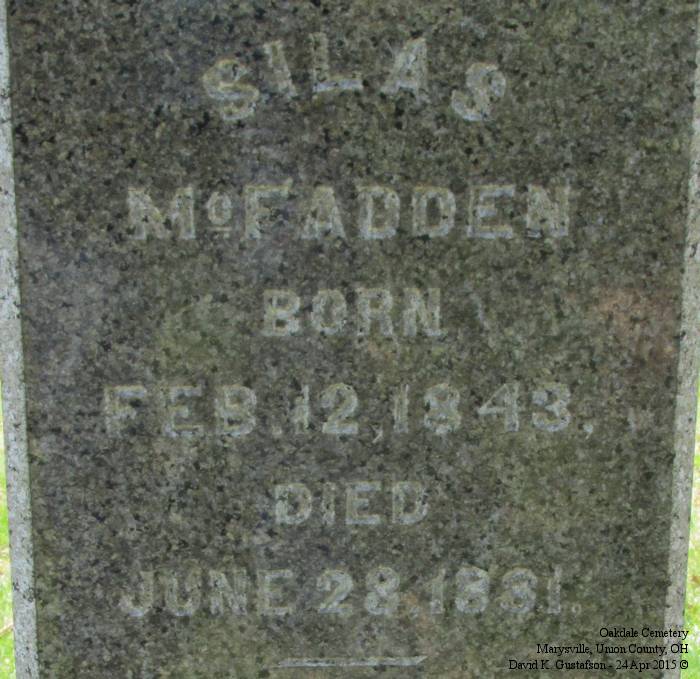 SILAS
McFADDEN
BORN
FEB. 12, 1843.
DIED
JUNE 28, 1881.
Oakdale Cemetery
Marysville, Union County, OH
David K. Gustafson - 24 Apr 2015 ©